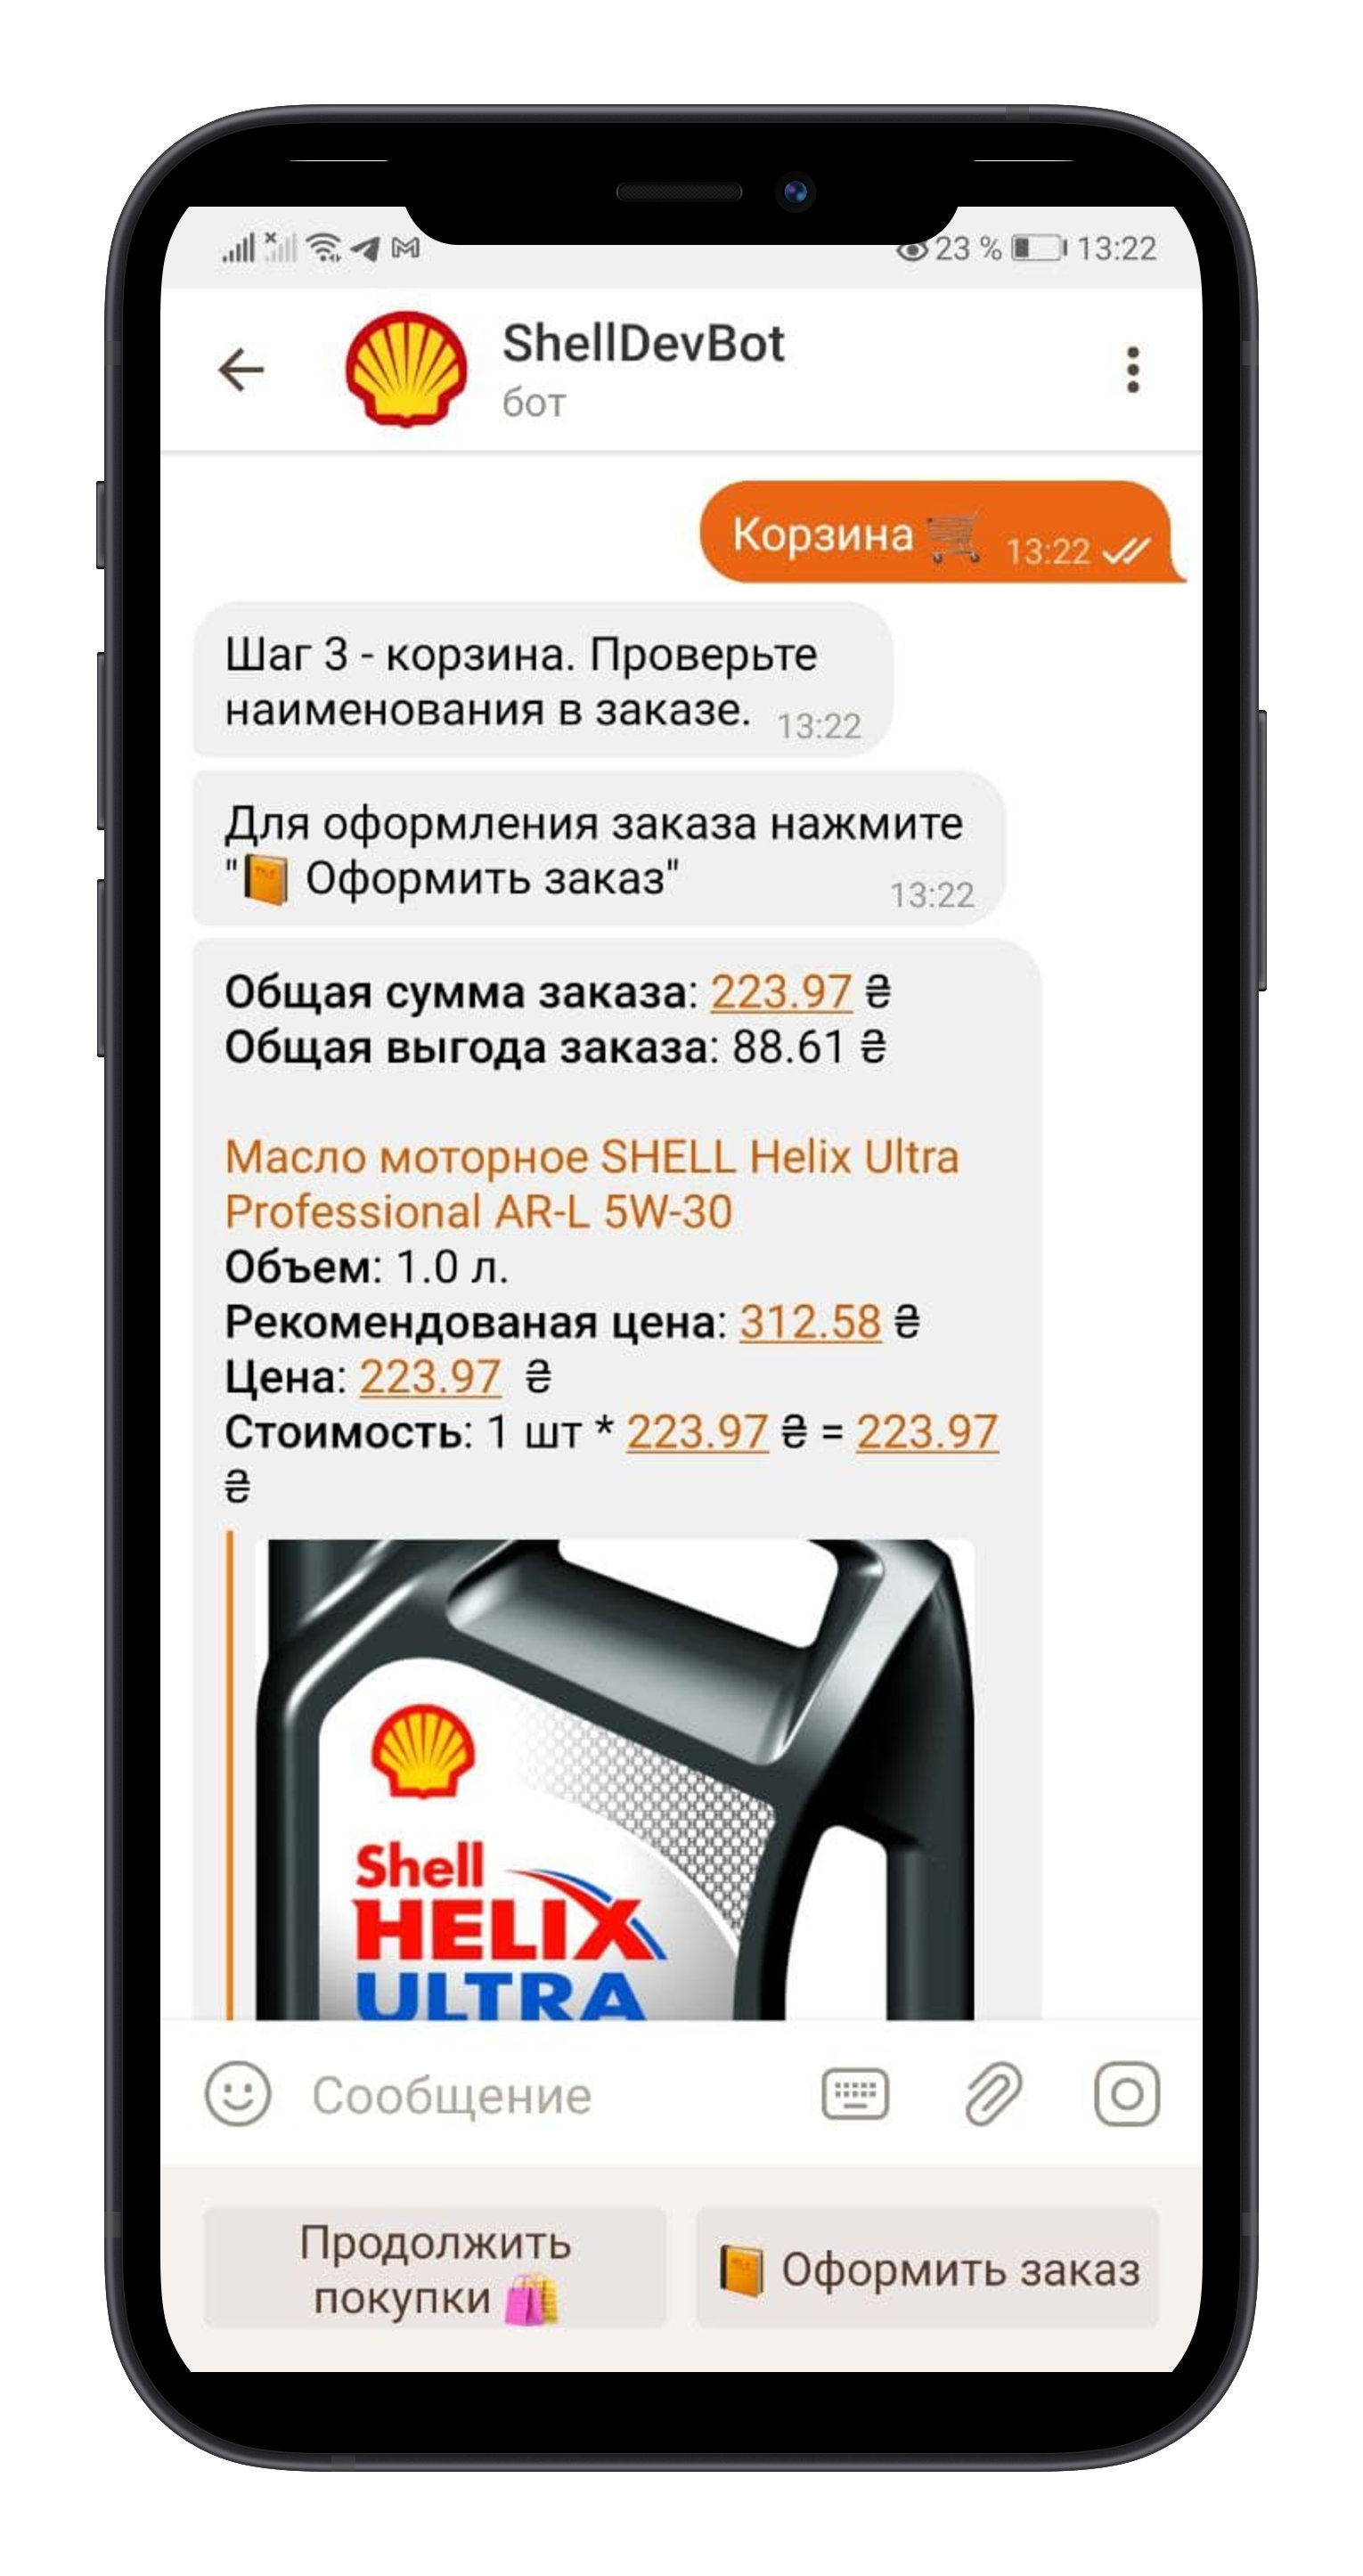 23 % 13:22
ShellDevBot
бот
Корзина 🛒 13:22
Шаг 3 - корзина. Проверьте
наименования в заказе. 13:22
Для оформления заказа нажмите
"📔 Оформить заказ" 13:22
Общая сумма заказа: 223.97 ₴
Общая выгода заказа: 88.61 ₴
Масло моторное SHELL Helix Ultra
Professional AR-L 5W-30
Объем: 1.0 л.
Рекомендованая цена: 312.58 ₴
Цена: 223.97 ₴
Стоимость: 1 шт * 223.97 ₴ = 223.97
₴
Shell
HELIX
ULTRA
Сообщение
Продолжить
покупки 🛍️
📔 Оформить заказ